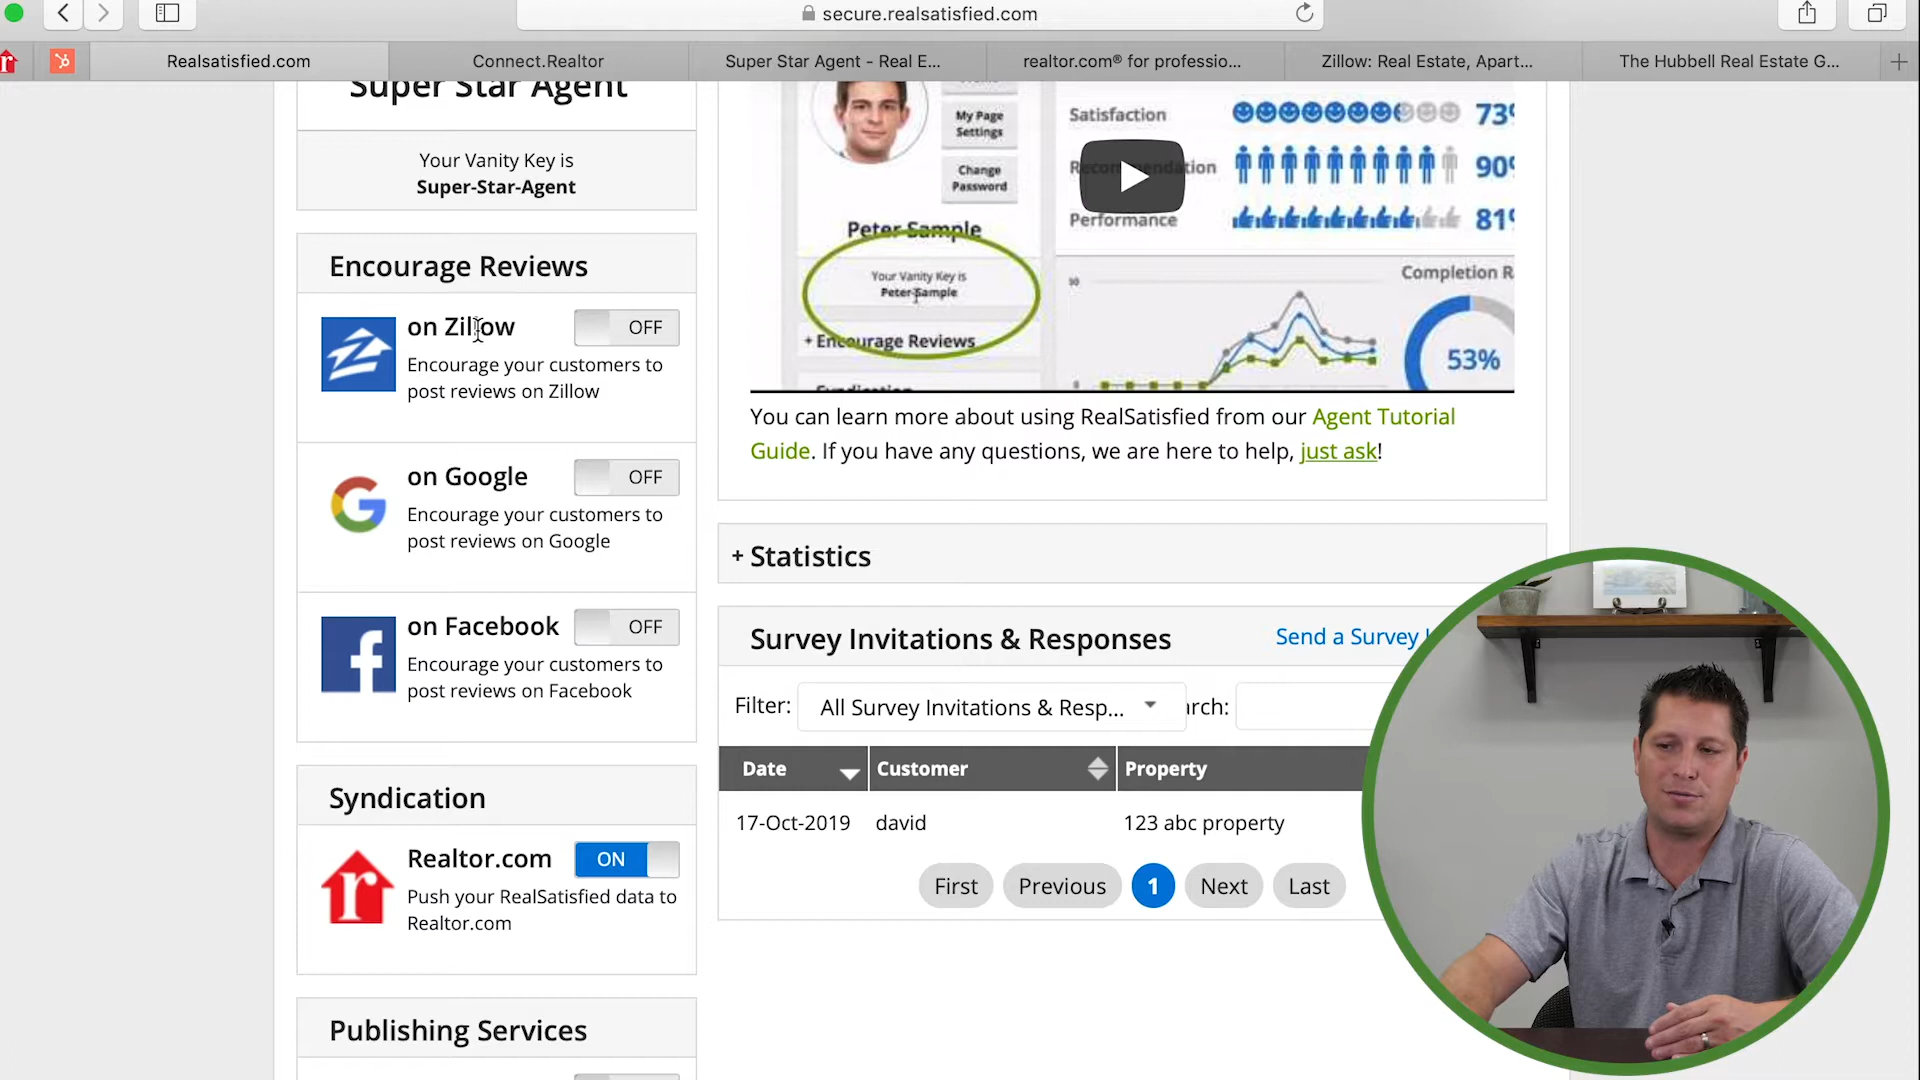 secure.realsatisfied.com
Realsatisfied.com
Connect.Realtor
Super Star Agent - Real E...
realtor.com® for professio...
Zillow: Real Estate, Apart...
The Hubbell Real Estate G...
Super Star Agent
Your Vanity Key is
Super-Star-Agent
Encourage Reviews
on Zillow
OFF
Encourage your customers to
post reviews on Zillow
on Google
OFF
Encourage your customers to
post reviews on Google
on Facebook
OFF
Encourage your customers to
post reviews on Facebook
Syndication
Realtor.com
ON
Push your RealSatisfied data to
Realtor.com
Publishing Services
My Page
Settings
Change
Password
Peter Sample
Your Vanity Key is
Peter-Sample
+ Encourage Reviews
Syndication
Satisfaction
73%
Recommendation
90%
Performance
81%
Completion R
53%
You can learn more about using RealSatisfied from our Agent Tutorial
Guide. If you have any questions, we are here to help, just ask!
+ Statistics
Survey Invitations & Responses
Send a Survey
Filter:
All Survey Invitations & Resp...
arch:
Date
Customer
Property
17-Oct-2019
david
123 abc property
First
Previous
1
Next
Last